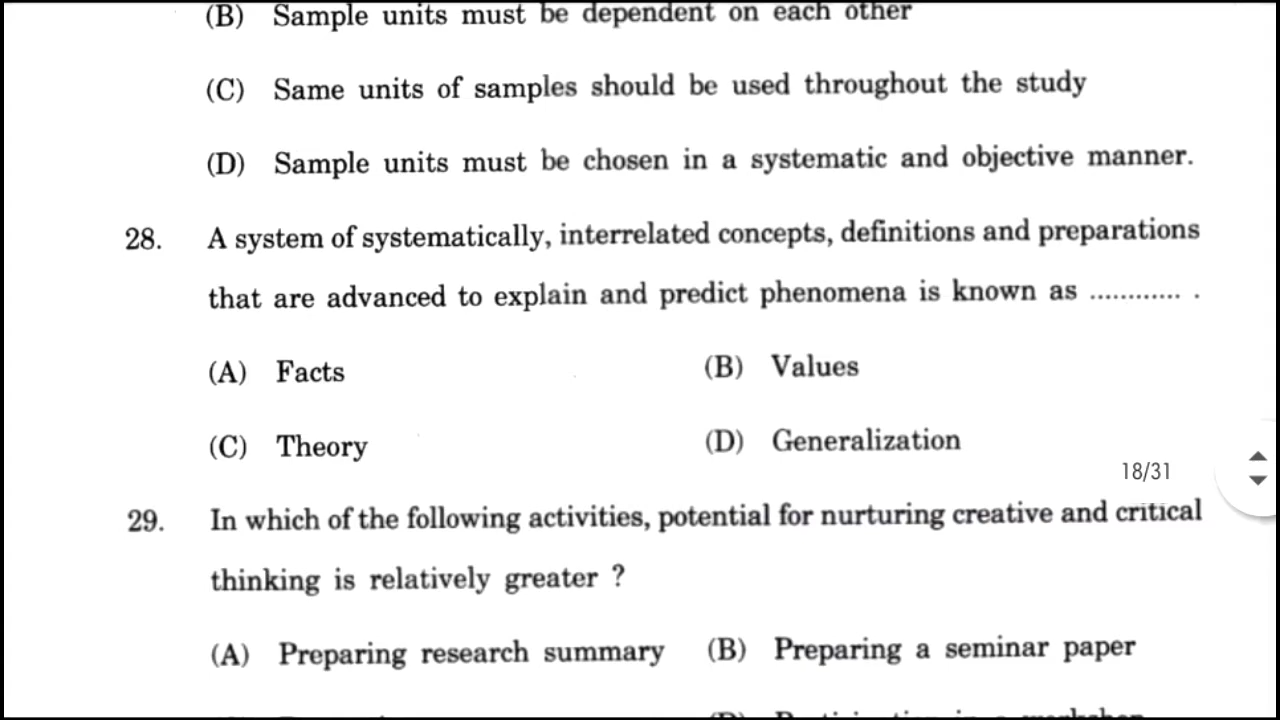 (B) Sample units must be dependent on each other
(C) Same units of samples should be used throughout the study
(D) Sample units must be chosen in a systematic and objective manner.
28. A system of systematically, interrelated concepts, definitions and preparations
that are advanced to explain and predict phenomena is known as ............ .
(A) Facts (B) Values
(C) Theory (D) Generalization
18/31
29. In which of the following activities, potential for nurturing creative and critical
thinking is relatively greater ?
(A) Preparing research summary (B) Preparing a seminar paper